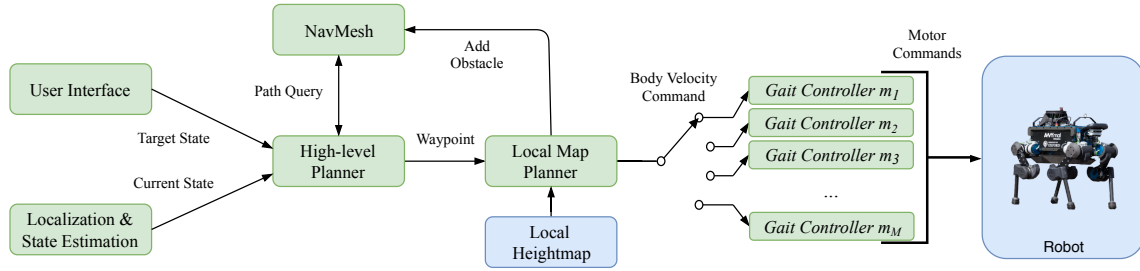 NavMesh
Add
Obstacle
Motor
Commands
User Interface
Path Query
Body Velocity
Command
Gait Controller m1
Gait Controller m2
Gait Controller m3
...
Gait Controller mM
Target State
High-level
Planner
Waypoint
Local Map
Planner
Current State
Localization &
State Estimation
Local
Heightmap
Robot